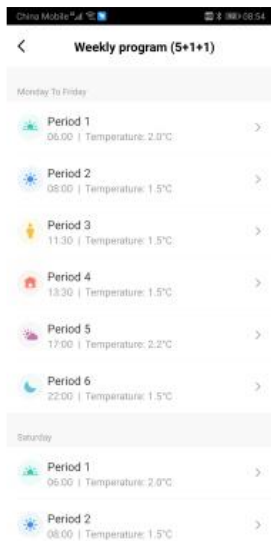 China Mobile 08:54
Weekly program (5+1+1)
Monday To Friday
Period 1
06:00 | Temperature: 2.0°C
Period 2
08:00 | Temperature: 1.5°C
Period 3
11:30 | Temperature: 1.5°C
Period 4
13:30 | Temperature: 1.5°C
Period 5
17:00 | Temperature: 2.2°C
Period 6
22:00 | Temperature: 1.5°C
Saturday
Period 1
06:00 | Temperature: 2.0°C
Period 2
08:00 | Temperature: 1.5°C